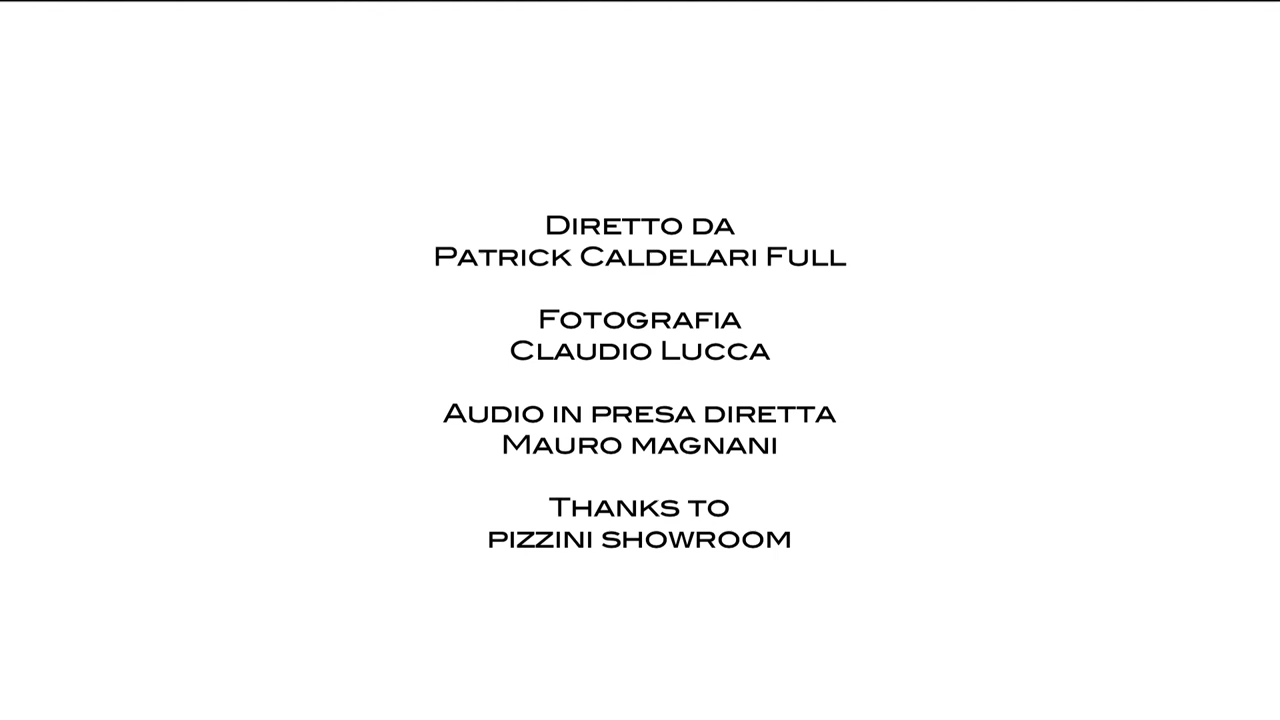 Diretto da
Patrick Caldelari Full
Fotografia
Claudio Lucca
Audio in presa diretta
Mauro magnani
Thanks to
pizzini showroom